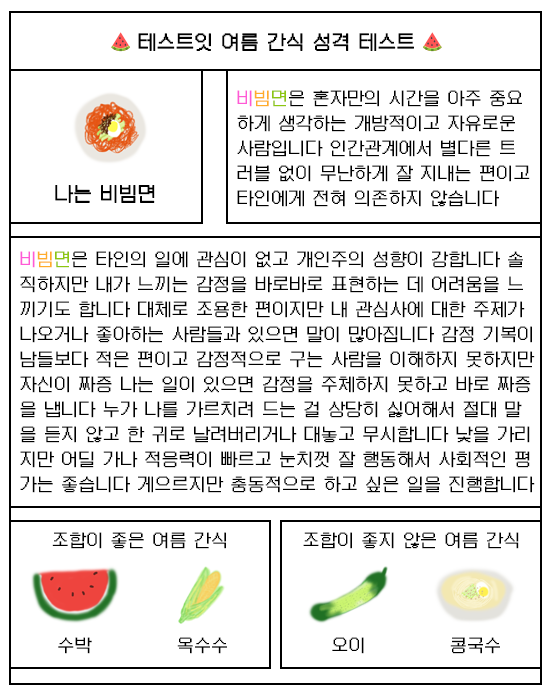 테스트잇 여름 간식 성격 테스트
나는 비빔면
비빔면은 혼자만의 시간을 아주 중요
하게 생각하는 개방적이고 자유로운
사람입니다 인간관계에서 별다른 트
러블 없이 무난하게 잘 지내는 편이고
타인에게 전혀 의존하지 않습니다
비빔면은 타인의 일에 관심이 없고 개인주의 성향이 강합니다 솔
직하지만 내가 느끼는 감정을 바로바로 표현하는 데 어려움을 느
끼기도 합니다 대체로 조용한 편이지만 내 관심사에 대한 주제가
나오거나 좋아하는 사람들과 있으면 말이 많아집니다 감정 기복이
남들보다 적은 편이고 감정적으로 구는 사람을 이해하지 못하지만
자신이 짜증 나는 일이 있으면 감정을 주체하지 못하고 바로 짜증
을 냅니다 누가 나를 가르치려 드는 걸 상당히 싫어해서 절대 말
을 듣지 않고 한 귀로 날려버리거나 대놓고 무시합니다 낯을 가리
지만 어딜 가나 적응력이 빠르고 눈치껏 잘 행동해서 사회적인 평
가는 좋습니다 게으르지만 충동적으로 하고 싶은 일을 진행합니다
조합이 좋은 여름 간식
수박
옥수수
조합이 좋지 않은 여름 간식
오이
콩국수